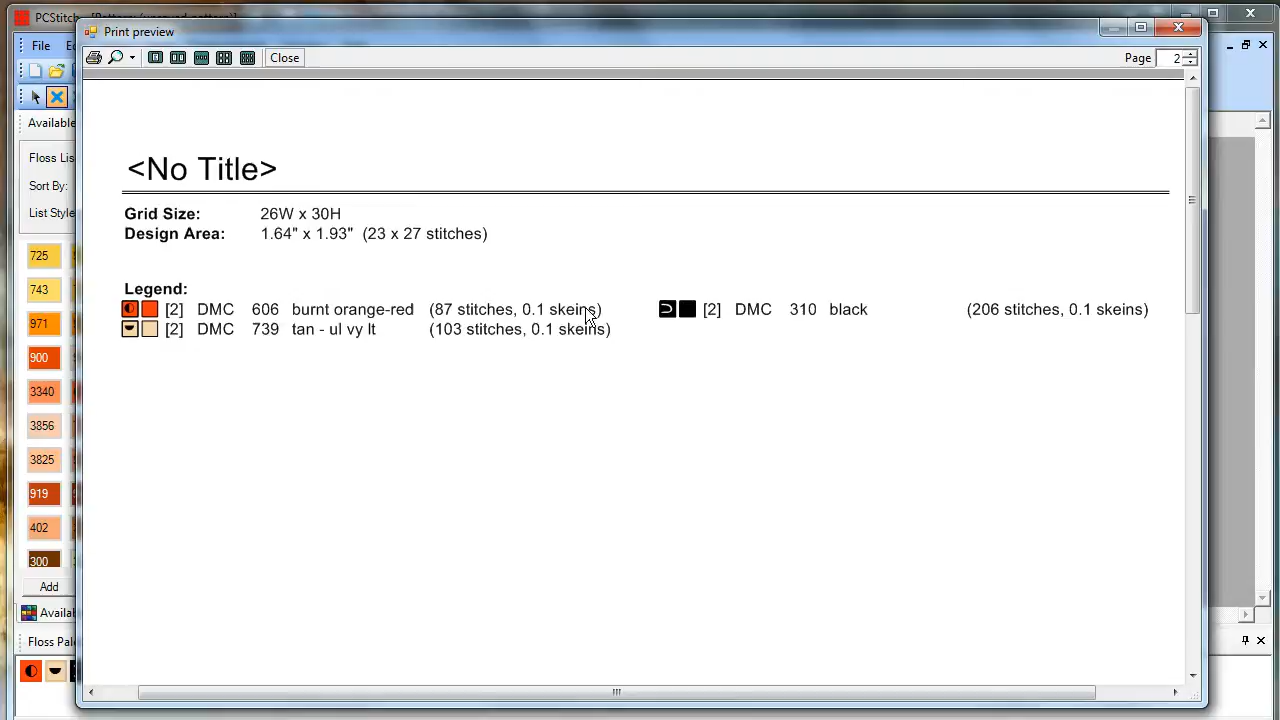 PCStitch
Print preview
File
Close
Page 2
Available
Floss Lis
Sort By:
List Style
<No Title>
Grid Size: 26W x 30H
Design Area: 1.64" x 1.93" (23 x 27 stitches)
Legend:
[2] DMC 606 burnt orange-red (87 stitches, 0.1 skeins) [2] DMC 310 black (206 stitches, 0.1 skeins)
[2] DMC 739 tan - ul vy lt (103 stitches, 0.1 skeins)
725
743
971
900
3340
3856
3825
919
402
300
Add
Availab
Floss Pale